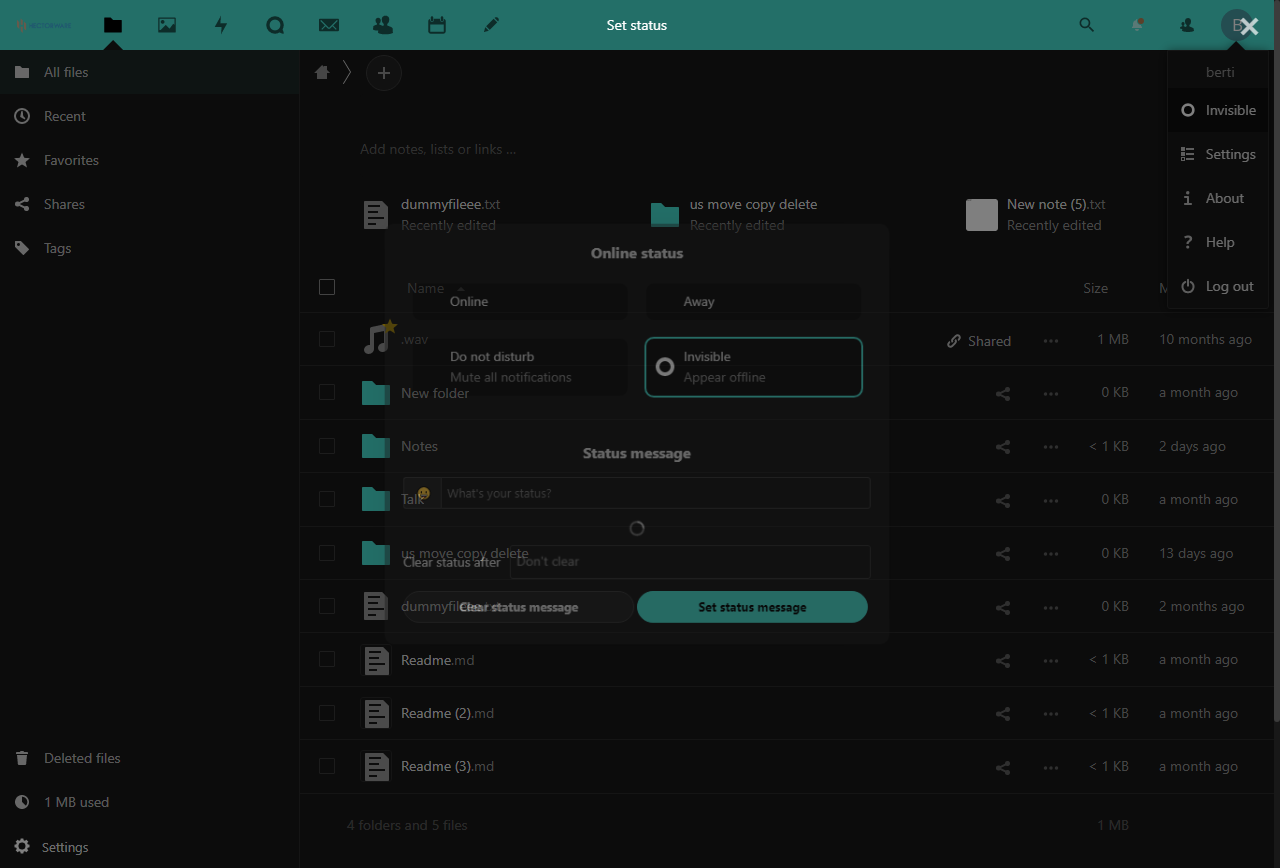 Set status
B
All files
Recent
Favorites
Shares
Tags
Deleted files
1 MB used
Settings
berti
Invisible
Settings
About
Help
Log out
Add notes, lists or links ...
dummyfileee.txt
Recently edited
us move copy delete
Recently edited
New note (5).txt
Recently edited
Name
Size
.wav
Shared
1 MB
10 months ago
New folder
0 KB
a month ago
Notes
< 1 KB
2 days ago
Talk
0 KB
a month ago
us move copy delete
0 KB
13 days ago
0 KB
2 months ago
Readme.md
< 1 KB
a month ago
Readme (2).md
< 1 KB
a month ago
Readme (3).md
< 1 KB
a month ago
4 folders and 5 files
1 MB
Online status
Online
Away
Do not disturb
Mute all notifications
Invisible
Appear offline
Status message
What's your status?
Clear status after
Don't clear
Clear status message
Set status message